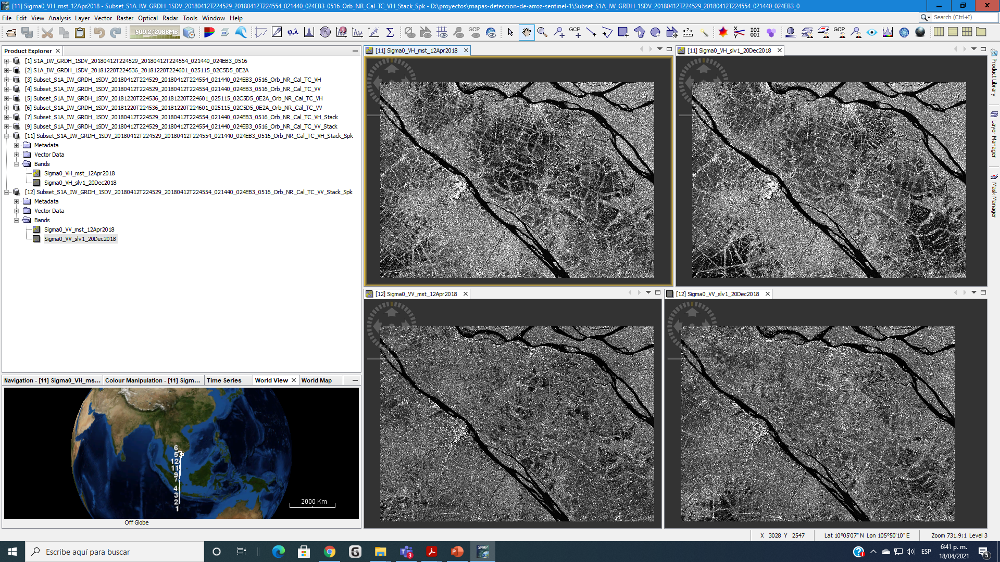 [11] Sigma0_VH_mst_12Apr2018 - Subset_S1A_IW_GRDH_1SDV_20180412T224529_20180412T224554_021440_024EB3_0516_Orb_NR_Cal_TC_VH_Stack_Spk - D:\proyectos\mapas-deteccion-de-arroz-sentinel-1\Subset_S1A_IW_GRDH_1SDV_20180412T224529_20180412T224554_021440_024EB3_0
File Edit View Analysis Layer Vector Raster Optical Radar Tools Window Help
Search (Ctrl+I)
509.2/2088MB
φ,λ
Σ
GCP
GCP
GCP
Product Explorer
[1] S1A_IW_GRDH_1SDV_20180412T224529_20180412T224554_021440_024EB3_0516
[2] S1A_IW_GRDH_1SDV_20181220T224536_20181220T224601_025115_02C5D5_0E2A
[3] Subset_S1A_IW_GRDH_1SDV_20180412T224529_20180412T224554_021440_024EB3_0516_Orb_NR_Cal_TC_VH
[4] Subset_S1A_IW_GRDH_1SDV_20180412T224529_20180412T224554_021440_024EB3_0516_Orb_NR_Cal_TC_VV
[5] Subset_S1A_IW_GRDH_1SDV_20181220T224536_20181220T224601_025115_02C5D5_0E2A_Orb_NR_Cal_TC_VH
[6] Subset_S1A_IW_GRDH_1SDV_20181220T224536_20181220T224601_025115_02C5D5_0E2A_Orb_NR_Cal_TC_VV
[7] Subset_S1A_IW_GRDH_1SDV_20180412T224529_20180412T224554_021440_024EB3_0516_Orb_NR_Cal_TC_VH_Stack
[9] Subset_S1A_IW_GRDH_1SDV_20180412T224529_20180412T224554_021440_024EB3_0516_Orb_NR_Cal_TC_VV_Stack
[11] Subset_S1A_IW_GRDH_1SDV_20180412T224529_20180412T224554_021440_024EB3_0516_Orb_NR_Cal_TC_VH_Stack_Spk
Metadata
Vector Data
Bands
Sigma0_VH_mst_12Apr2018
Sigma0_VH_slv1_20Dec2018
[12] Subset_S1A_IW_GRDH_1SDV_20180412T224529_20180412T224554_021440_024EB3_0516_Orb_NR_Cal_TC_VV_Stack_Spk
Metadata
Vector Data
Bands
Sigma0_VV_mst_12Apr2018
Sigma0_VV_slv1_20Dec2018
[11] Sigma0_VH_mst_12Apr2018
[11] Sigma0_VH_slv1_20Dec2018
[12] Sigma0_VV_mst_12Apr2018
[12] Sigma0_VV_slv1_20Dec2018
Product Library
Layer Manager
Mask Manager
Navigation - [11] Sigma0_VH_ms... Colour Manipulation - [11] Sigm... Time Series World View World Map
6
5
12
11
9
7
4
3
2
1
2000 Km
Off Globe
X 3028 Y 2547 Lat 10°05'07" N Lon 105°50'10" E Zoom 731.9:1 Level 3
Escribe aquí para buscar
3
SNAP
ESP
6:41 p. m.
18/04/2021
5